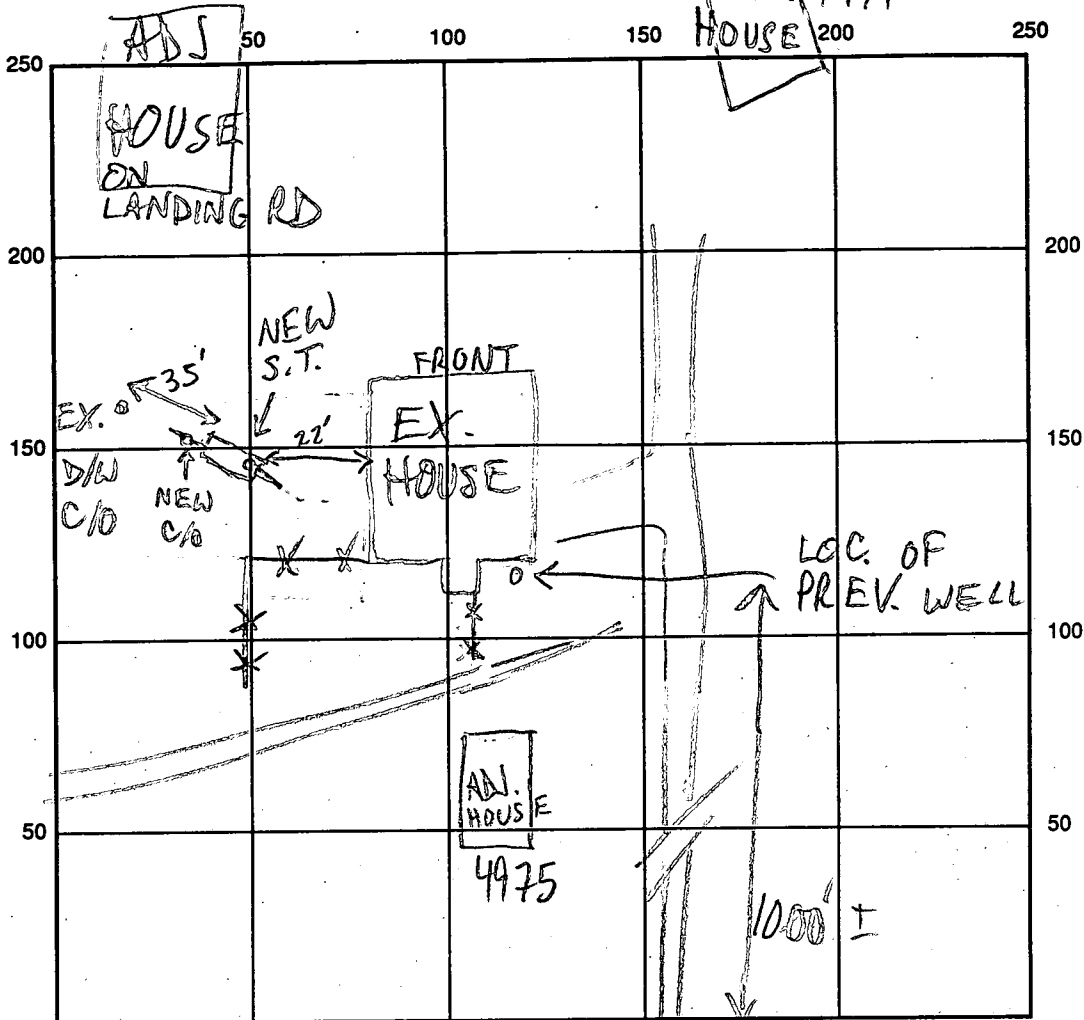 HOUSE
ADJ
50 100 150 200 250
250
HOUSE
ON
LANDING RD
200 200
NEW
S.T.
FRONT
35'
EX.
22'
EX.
HOUSE
150 150
D/W
C/O
NEW
C/O
LOC. OF
PREV. WELL
100 100
ADJ.
HOUSE
50 50
4975
1000' ±